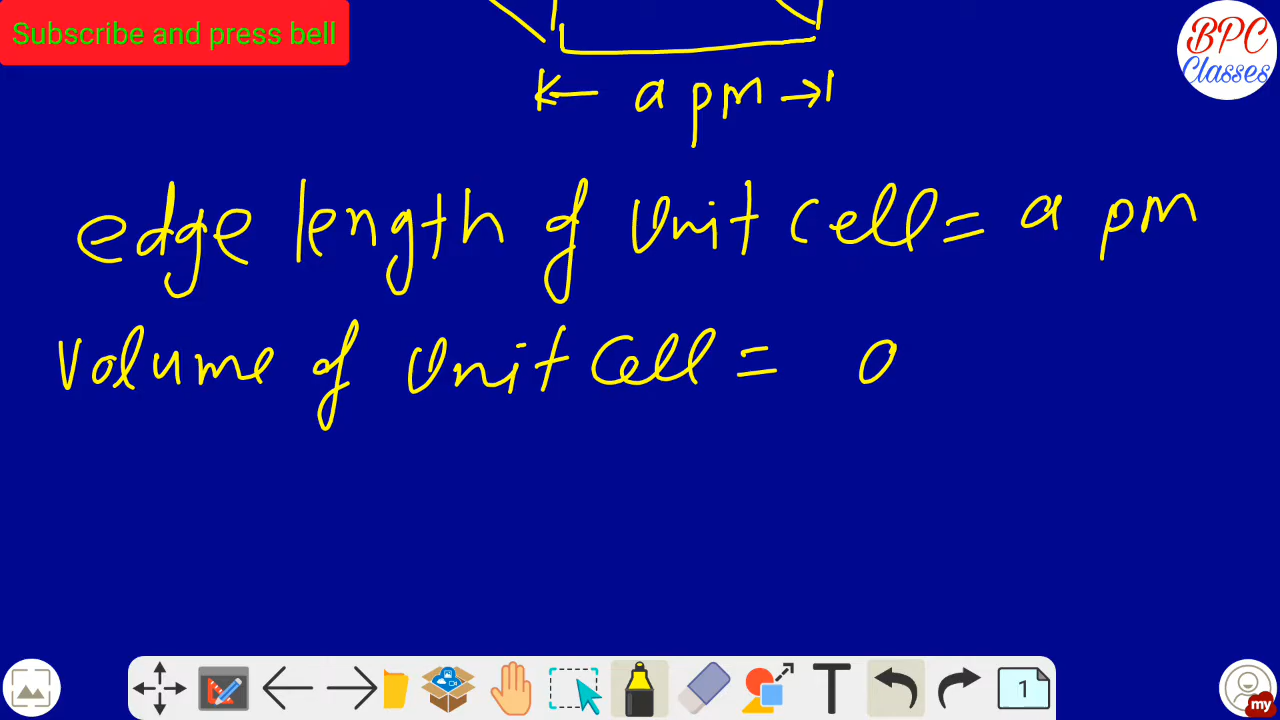 Subscribe and press bell
BPC
Classes
a pm
edge length of Unit Cell = a pm
Volume of Unit Cell =
1
my